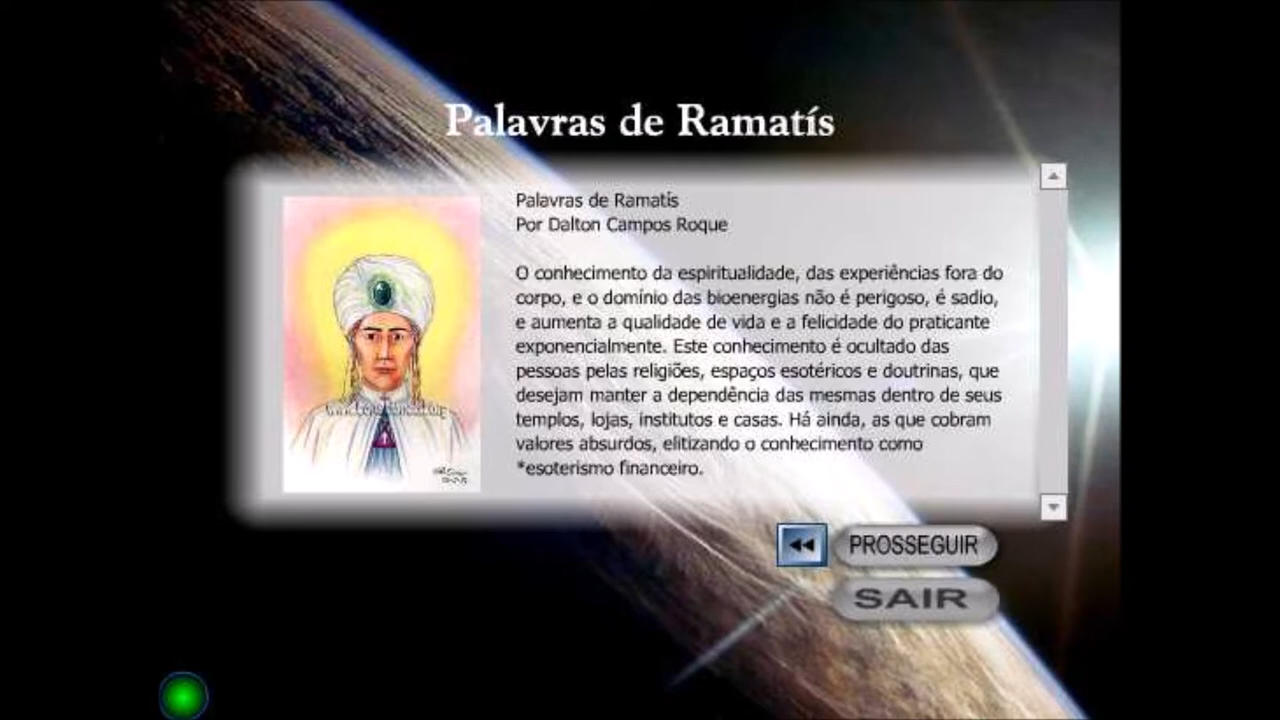 Palavras de Ramatís
Palavras de Ramatís
Por Dalton Campos Roque
O conhecimento da espiritualidade, das experiências fora do
corpo, e o domínio das bioenergias não é perigoso, é sadio,
e aumenta a qualidade de vida e a felicidade do praticante
exponencialmente. Este conhecimento é ocultado das
pessoas pelas religiões, espaços esotéricos e doutrinas, que
desejam manter a dependência das mesmas dentro de seus
templos, lojas, institutos e casas. Há ainda, as que cobram
valores absurdos, elitizando o conhecimento como
*esoterismo financeiro.
PROSSEGUIR
SAIR